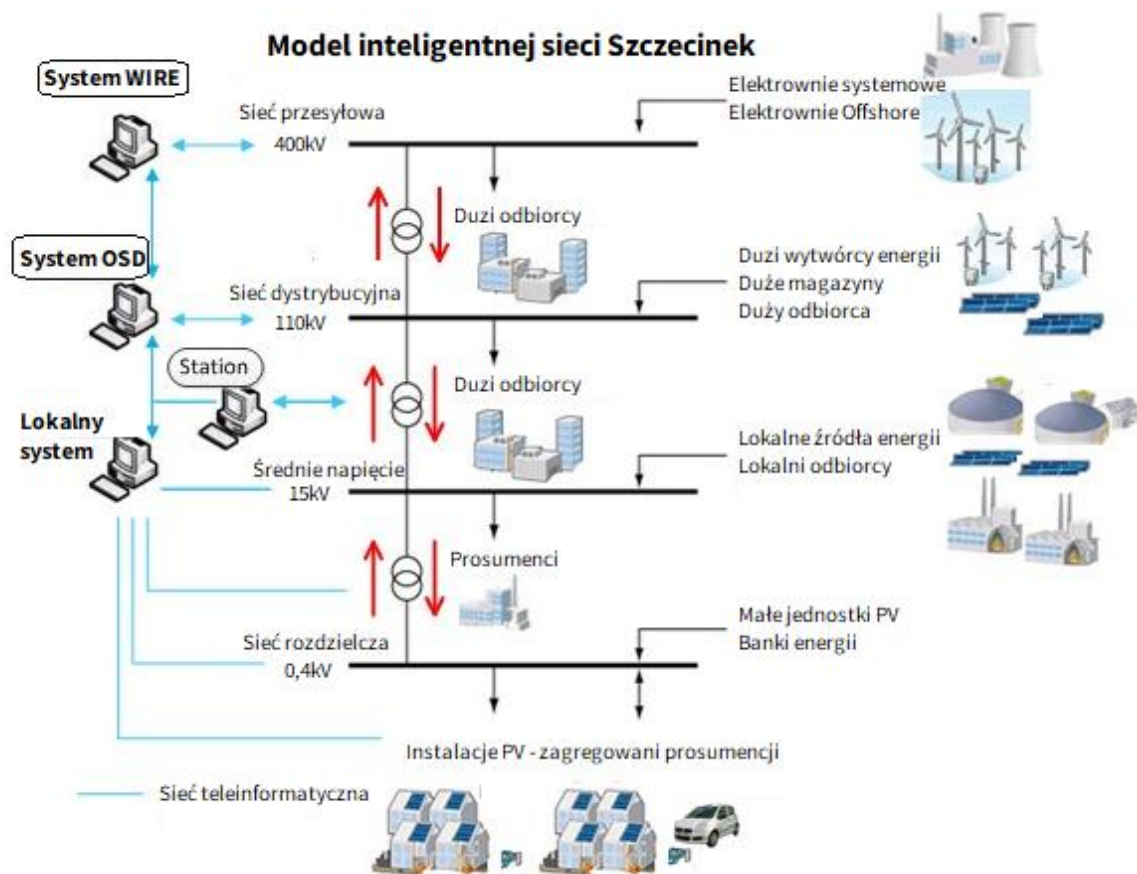 Model inteligentnej sieci Szczecinek
System WIRE
Sieć przesyłowa
400kV
Elektrownie systemowe
Elektrownie Offshore
Duzi odbiorcy
System OSD
Sieć dystrybucyjna
110kV
Duzi wytwórcy energii
Duże magazyny
Duży odbiorca
Station
Duzi odbiorcy
Lokalny
system
Średnie napięcie
15kV
Lokalne źródła energii
Lokalni odbiorcy
Prosumenci
Sieć rozdzielcza
0,4kV
Małe jednostki PV
Banki energii
Instalacje PV - zagregowani prosumencji
Sieć teleinformatyczna